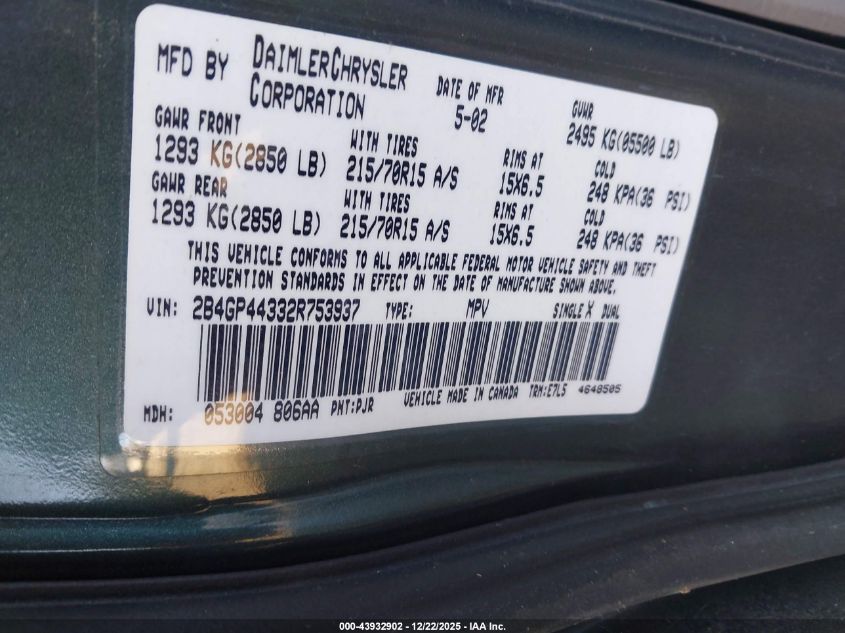 MFD BY DAIMLERCHRYSLER CORPORATION DATE OF MFR 5-02 GVWR 2495 KG(05500 LB)
GAWR FRONT 1293 KG(2850 LB) WITH TIRES 215/70R15 A/S RIMS AT 15X6.5 COLD 248 KPA(36 PSI)
GAWR REAR 1293 KG(2850 LB) WITH TIRES 215/70R15 A/S RIMS AT 15X6.5 COLD 248 KPA(36 PSI)
THIS VEHICLE CONFORMS TO ALL APPLICABLE FEDERAL MOTOR VEHICLE SAFETY AND THEFT
PREVENTION STANDARDS IN EFFECT ON THE DATE OF MANUFACTURE SHOWN ABOVE.
VIN: 2B4GP44332R753937 TYPE: MPV SINGLE X DUAL
MDH: 053004 806AA PNT:PJR VEHICLE MADE IN CANADA TRM:E7L5 4648505
000-43932902 - 12/22/2025 - IAA Inc.